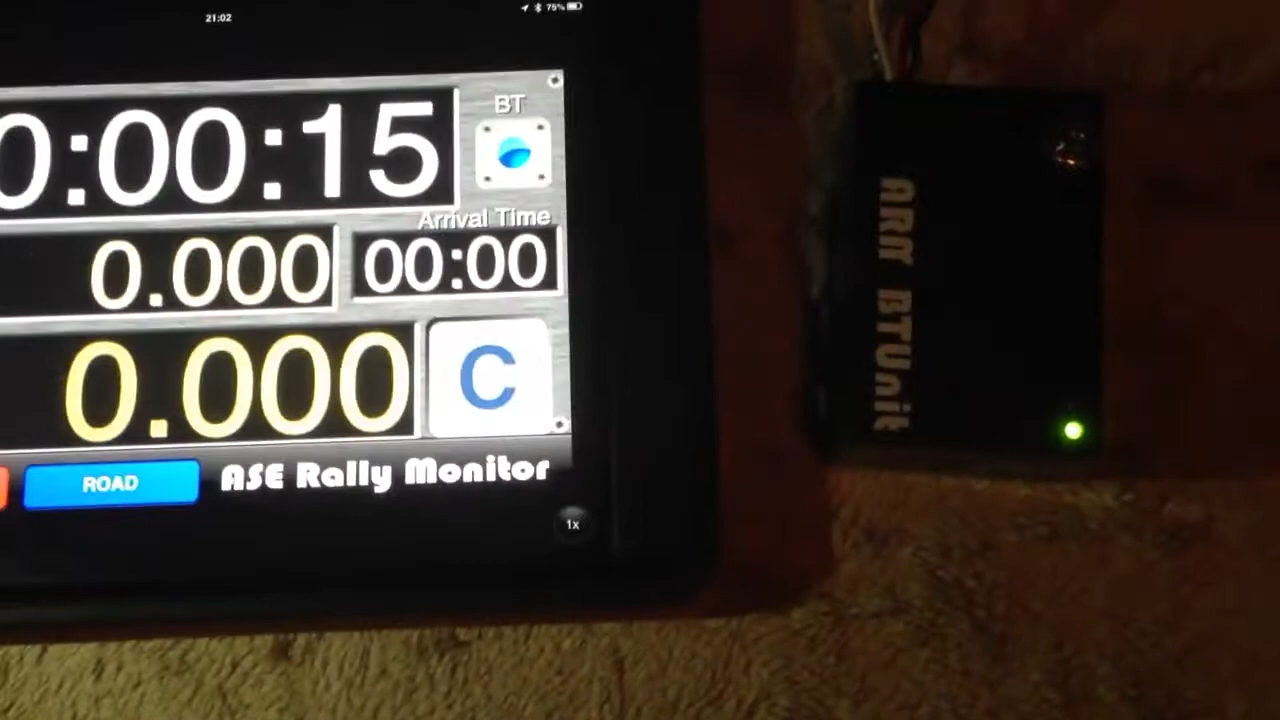 21:02
75%
0:00:15
BT
Arrival Time
0.000
00:00
0.000
C
ROAD
ASE Rally Monitor
1x
ARM BTUnit